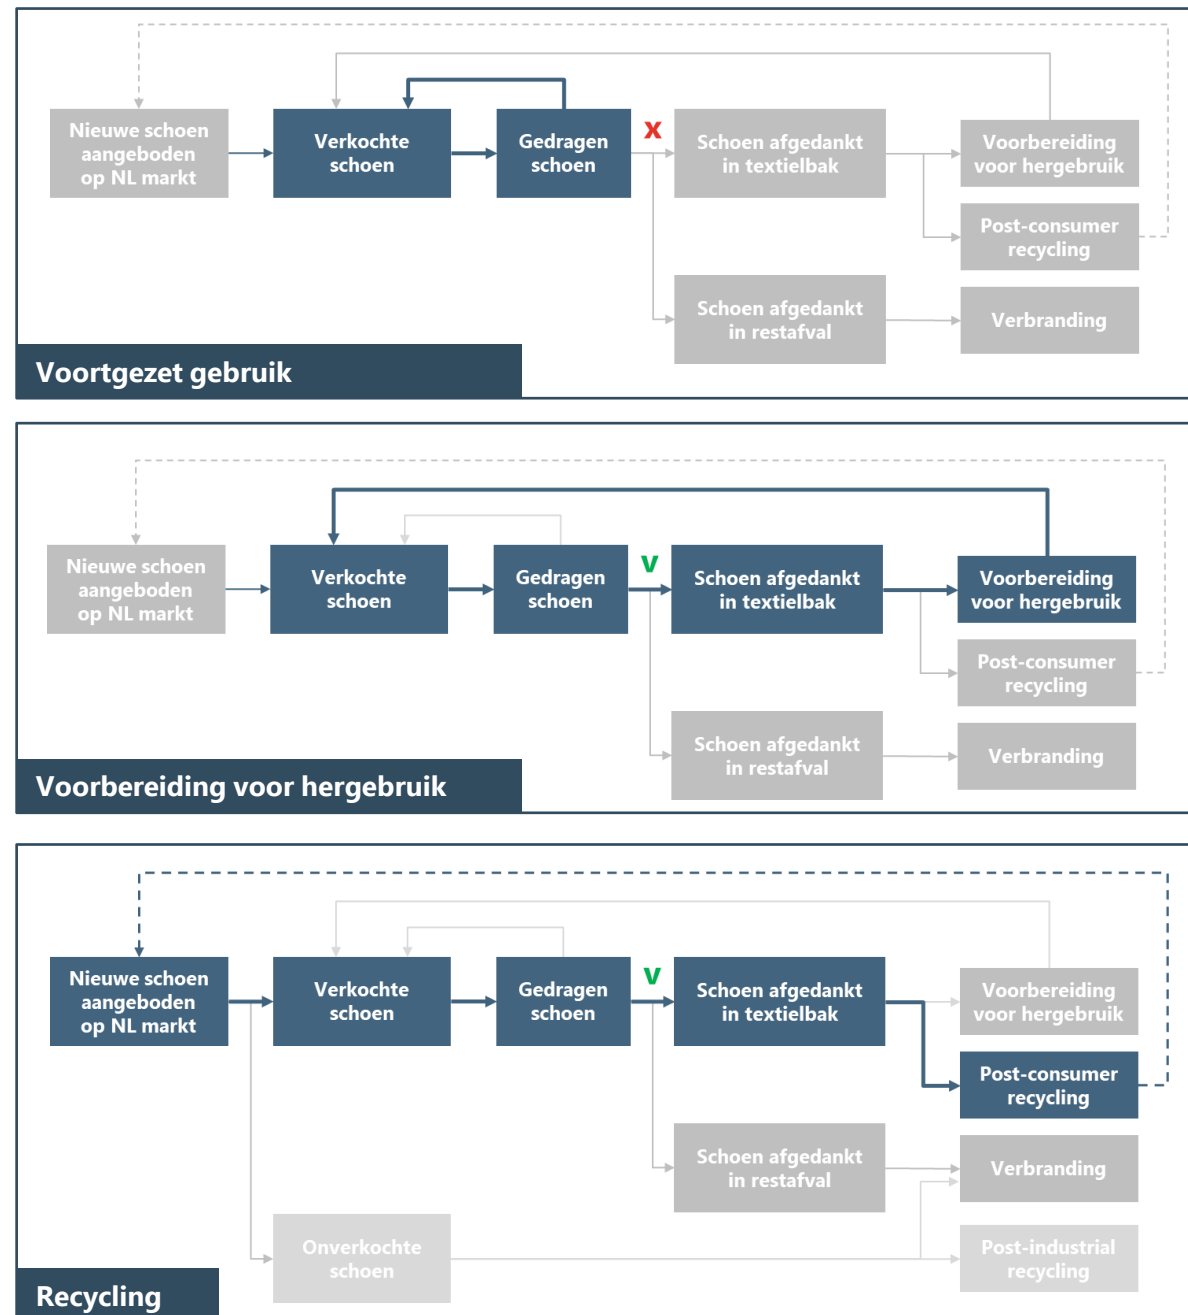 Nieuwe schoen
aangeboden
op NL markt
Verkochte
schoen
Gedragen
schoen
X
Schoen afgedankt
in textielbak
Voorbereiding
voor hergebruik
Post-consumer
recycling
Schoen afgedankt
in restafval
Verbranding
Voortgezet gebruik
Nieuwe schoen
aangeboden
op NL markt
Verkochte
schoen
Gedragen
schoen
V
Schoen afgedankt
in textielbak
Voorbereiding
voor hergebruik
Post-consumer
recycling
Schoen afgedankt
in restafval
Verbranding
Voorbereiding voor hergebruik
Nieuwe schoen
aangeboden
op NL markt
Verkochte
schoen
Gedragen
schoen
V
Schoen afgedankt
in textielbak
Voorbereiding
voor hergebruik
Post-consumer
recycling
Schoen afgedankt
in restafval
Verbranding
Onverkochte
schoen
Post-industrial
recycling
Recycling